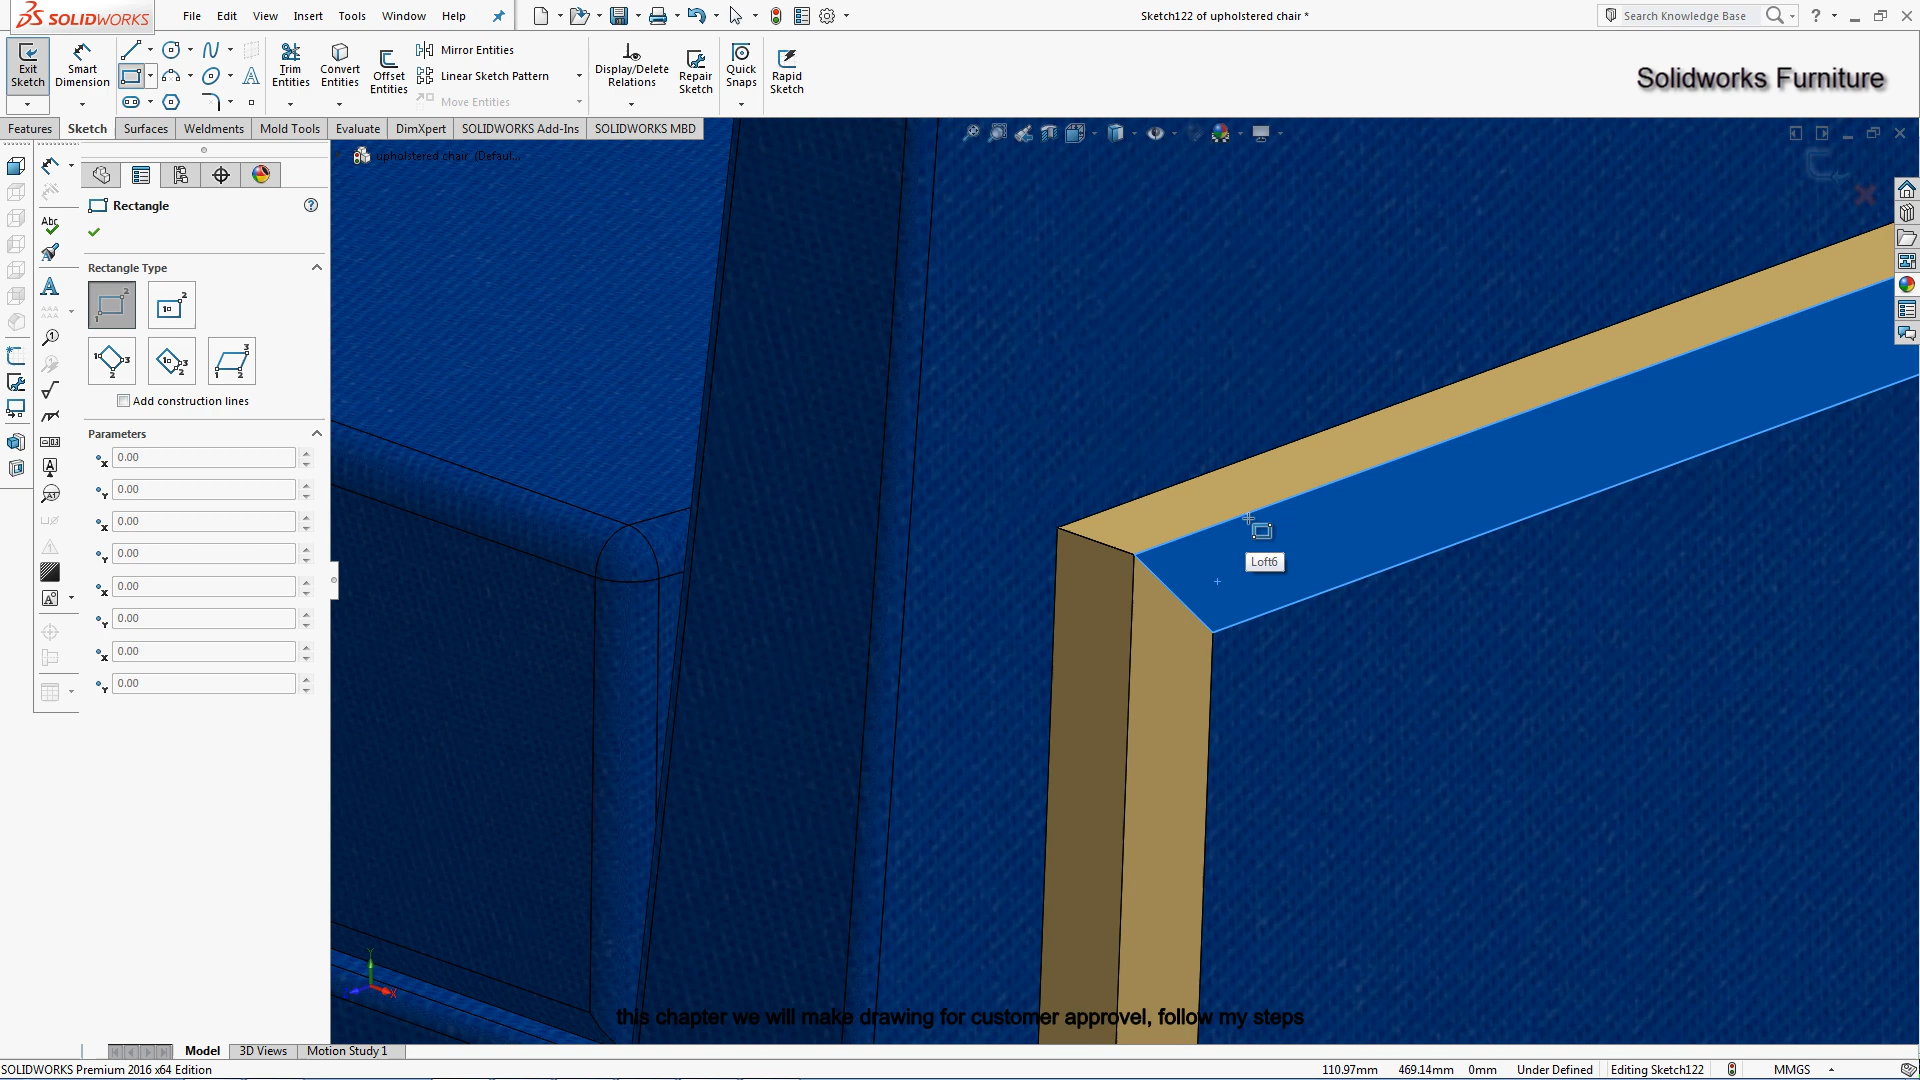 SOLIDWORKS
File Edit View Insert Tools Window Help
Sketch122 of upholstered chair *
Search Knowledge Base
Exit Sketch
Smart Dimension
Trim Entities
Convert Entities
Offset Entities
Mirror Entities
Linear Sketch Pattern
Move Entities
Display/Delete Relations
Repair Sketch
Quick Snaps
Rapid Sketch
Solidworks Furniture
Features Sketch Surfaces Weldments Mold Tools Evaluate DimXpert SOLIDWORKS Add-Ins SOLIDWORKS MBD
upholstered chair (Defaul...
Rectangle
Rectangle Type
Add construction lines
Parameters
X 0.00
Y 0.00
X 0.00
Y 0.00
X 0.00
Y 0.00
X 0.00
Y 0.00
Loft6
this chapter we will make drawing for customer approvel, follow my steps
Model 3D Views Motion Study 1
SOLIDWORKS Premium 2016 x64 Edition
110.97mm 469.14mm 0mm Under Defined Editing Sketch122 MMGS